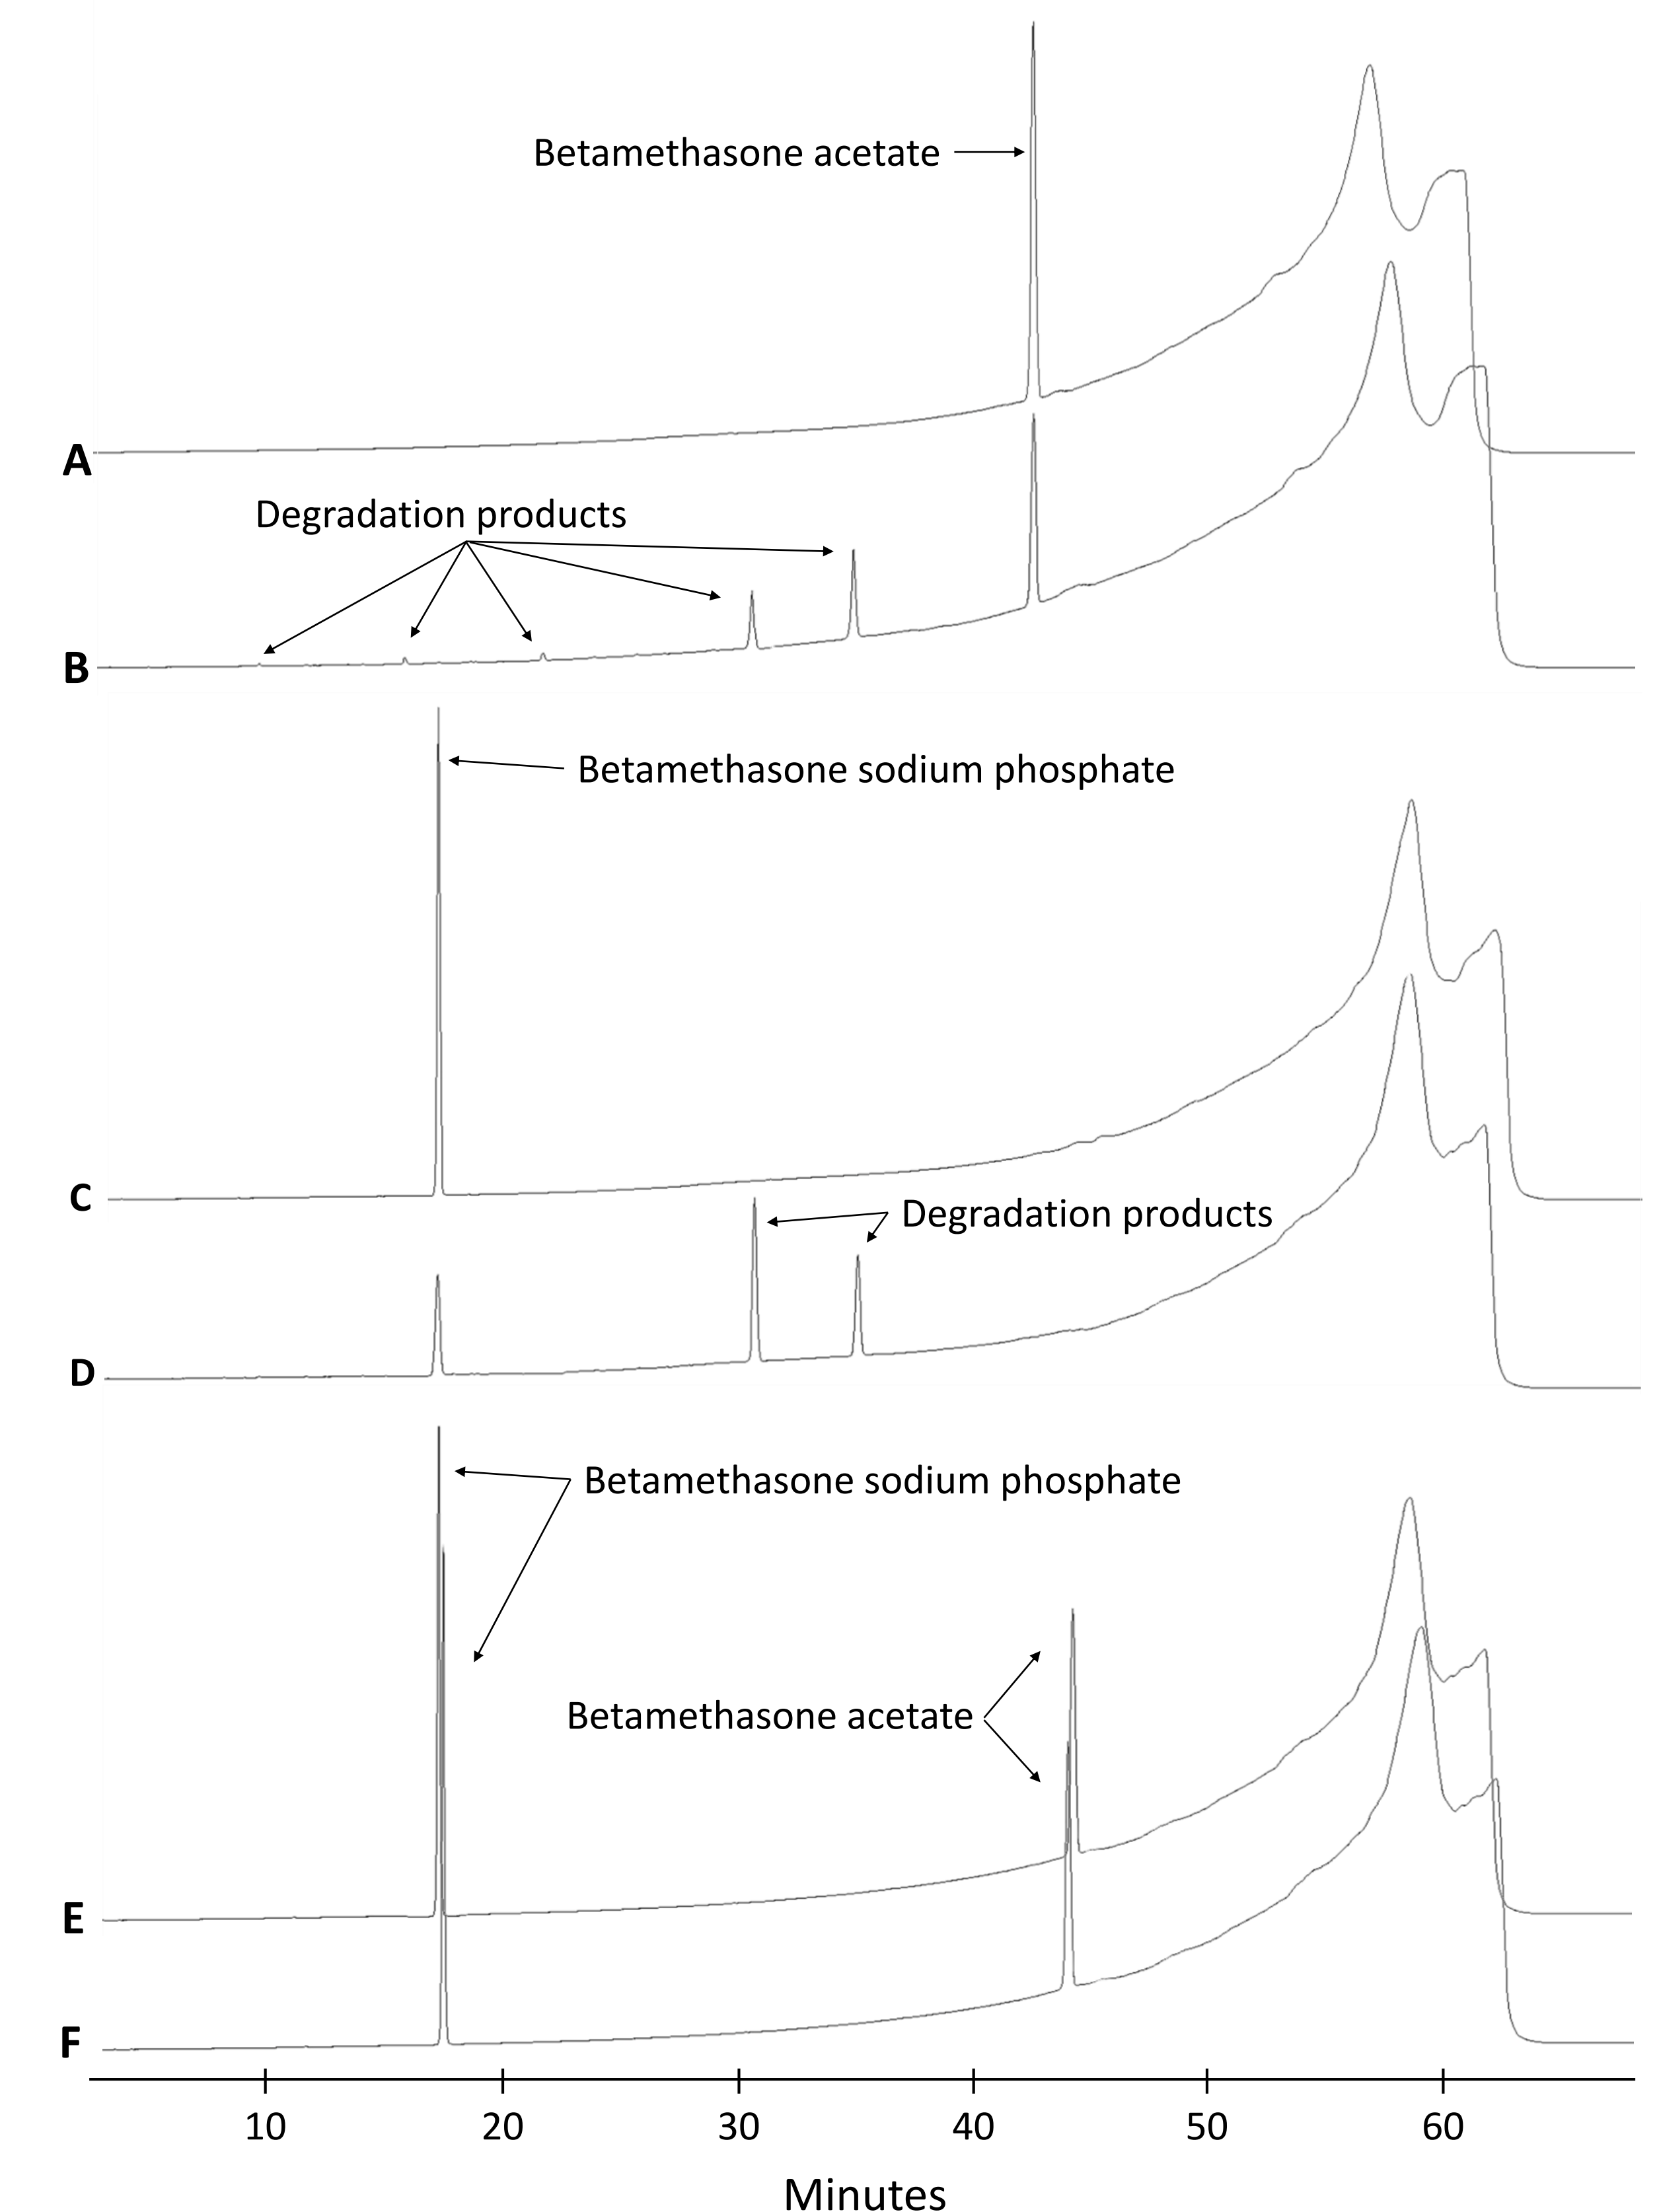 Betamethasone acetate
A
Degradation products
B
Betamethasone sodium phosphate
C
Degradation products
D
Betamethasone sodium phosphate
Betamethasone acetate
E
F
10 20 30 40 50 60
Minutes